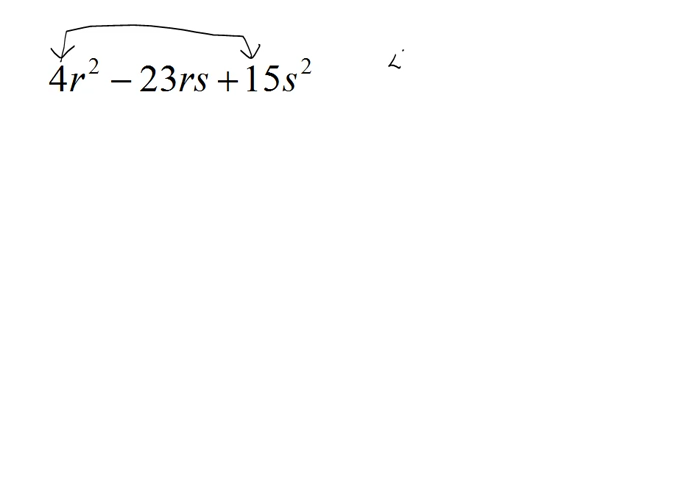 4r² − 23rs + 15s²